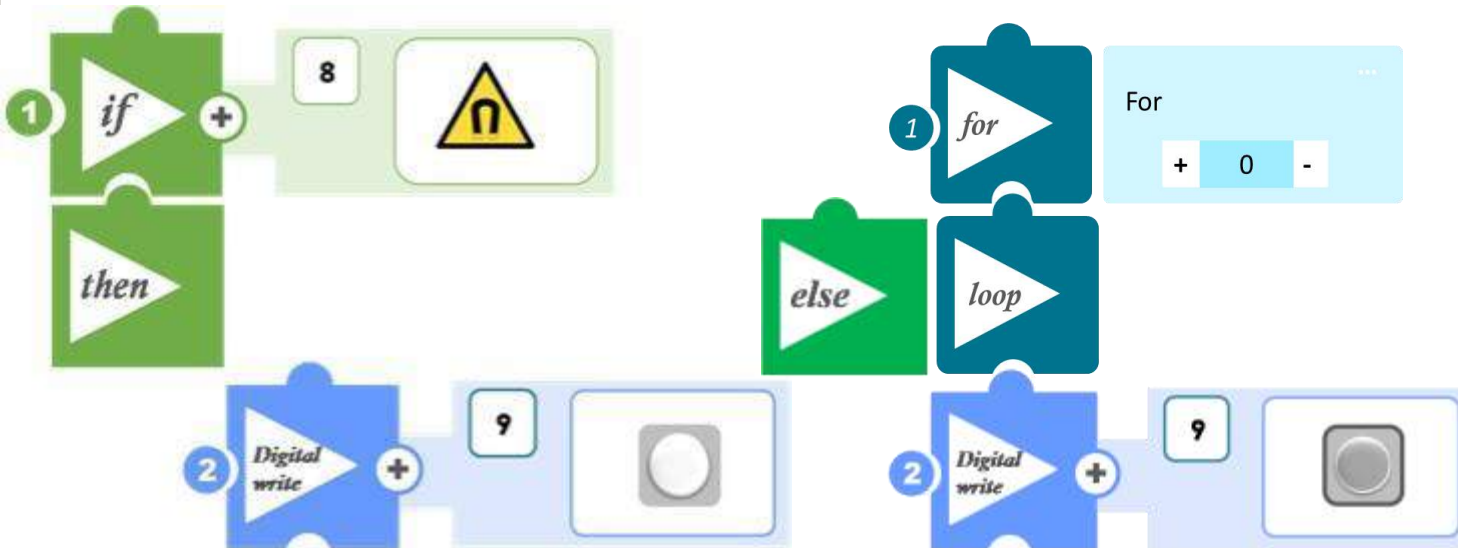 1
if
+
8
then
2
Digital
write
+
9
1
for
For
+ 0 -
...
else
loop
2
Digital
write
+
9